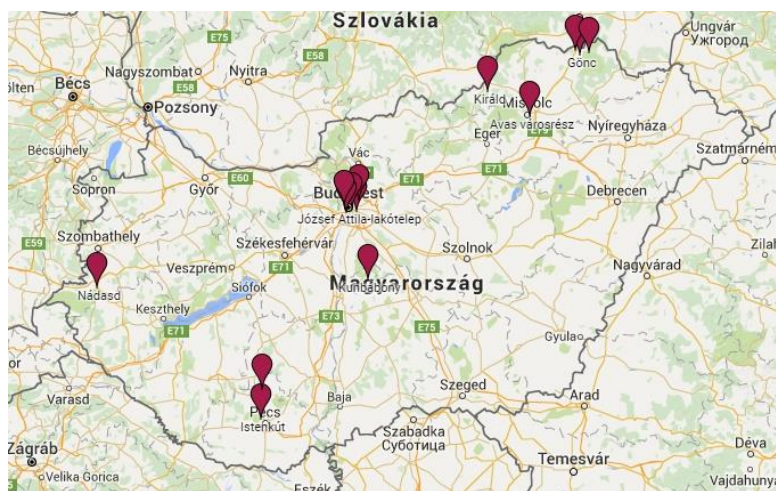 Szlovákia
E75
E50
Ungvár
Ужгород
Nagyszombat
Nyitra
E58
Gönc
Bécs
E58
Pozsony
Királd
Miskolc
Avas városrész
Eger
Nyíregyháza
Szatmárném
Bécsújhely
Vác
Sopron
Győr
E60
E71
E71
Budapest
József Attila-lakótelep
Debrecen
E59
Szombathely
Székesfehérvár
E71
Szolnok
Nádasd
Veszprém
Siófok
Magyarország
Kunbábony
Nagyvárad
Keszthely
E71
E73
E75
Gyula
Varasd
Baja
Szeged
Arad
Pécs
Istenkút
Szabadka
Суботица
Zágráb
Velika Gorica
Eszék
Temesvár
Déva
Vajdahuny